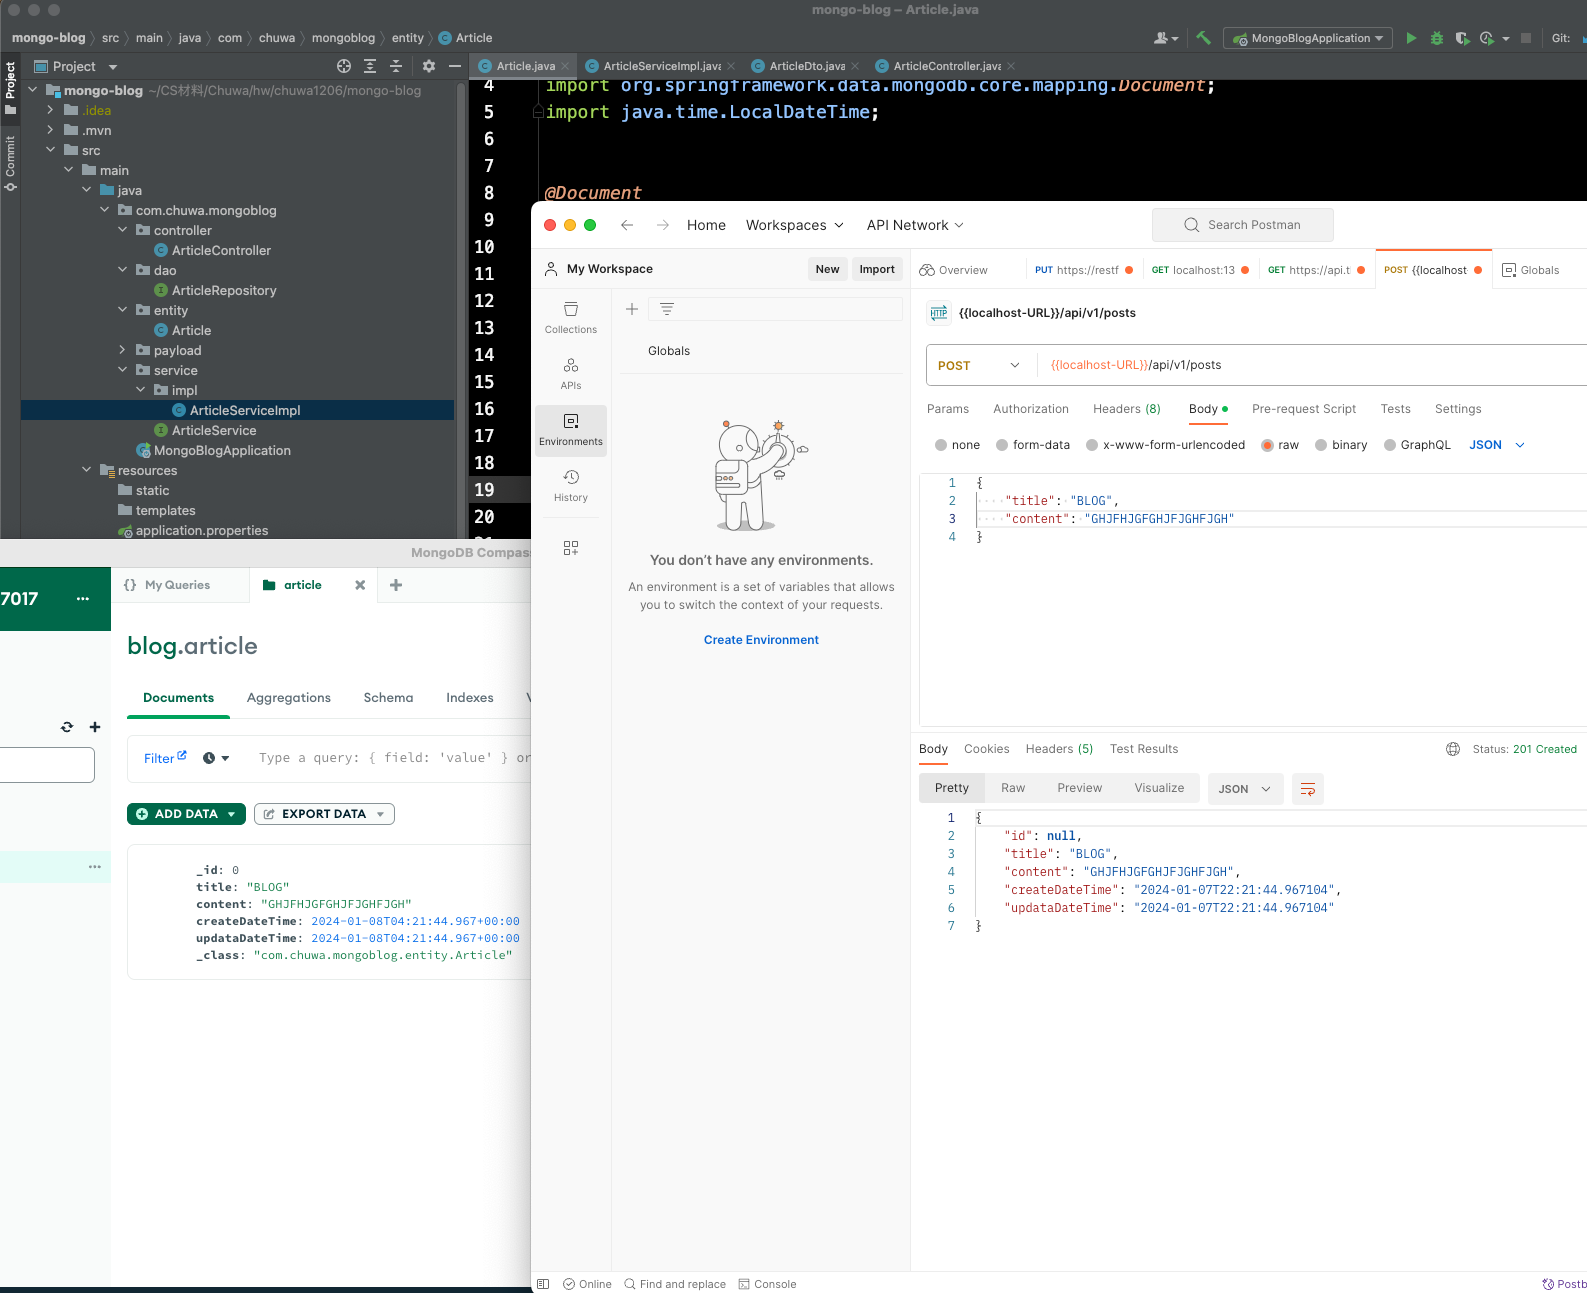 mongo-blog – Article.java
mongo-blog src main java com chuwa mongoblog entity Article
MongoBlogApplication
Git:
Project
Article.java
ArticleServiceImpl.java
ArticleDto.java
ArticleController.java
Project
Commit
mongo-blog ~/CS材料/Chuwa/hw/chuwa1206/mongo-blog
.idea
.mvn
src
main
java
com.chuwa.mongoblog
controller
ArticleController
dao
ArticleRepository
entity
Article
payload
service
impl
ArticleServiceImpl
ArticleService
MongoBlogApplication
resources
static
templates
application.properties
4 import org.springframework.data.mongodb.core.mapping.Document;
5 import java.time.LocalDateTime;
6
7
8 @Document
9
10
11
12
13
14
15
16
17
18
19
20
Home
Workspaces
API Network
Search Postman
My Workspace
New
Import
Overview
PUT https://restf
GET localhost:13
GET https://api.t
POST {{localhost
Globals
Collections
APIs
Environments
History
Globals
You don't have any environments.
An environment is a set of variables that allows
you to switch the context of your requests.
Create Environment
HTTP {{localhost-URL}}/api/v1/posts
POST {{localhost-URL}}/api/v1/posts
Params Authorization Headers (8) Body Pre-request Script Tests Settings
none form-data x-www-form-urlencoded raw binary GraphQL JSON
1 {
2 "title": "BLOG",
3 "content": "GHJFHJGFGHJFJGHFJGH"
4 }
Body Cookies Headers (5) Test Results
Status: 201 Created
Pretty Raw Preview Visualize JSON
1 {
2 "id": null,
3 "title": "BLOG",
4 "content": "GHJFHJGFGHJFJGHFJGH",
5 "createDateTime": "2024-01-07T22:21:44.967104",
6 "updataDateTime": "2024-01-07T22:21:44.967104"
7 }
Online
Find and replace
Console
Postb
MongoDB Compass
7017
{} My Queries
article
blog.article
Documents Aggregations Schema Indexes V
Filter
Type a query: { field: 'value' } or
ADD DATA
EXPORT DATA
_id: 0
title: "BLOG"
content: "GHJFHJGFGHJFJGHFJGH"
createDateTime: 2024-01-08T04:21:44.967+00:00
updataDateTime: 2024-01-08T04:21:44.967+00:00
_class: "com.chuwa.mongoblog.entity.Article"